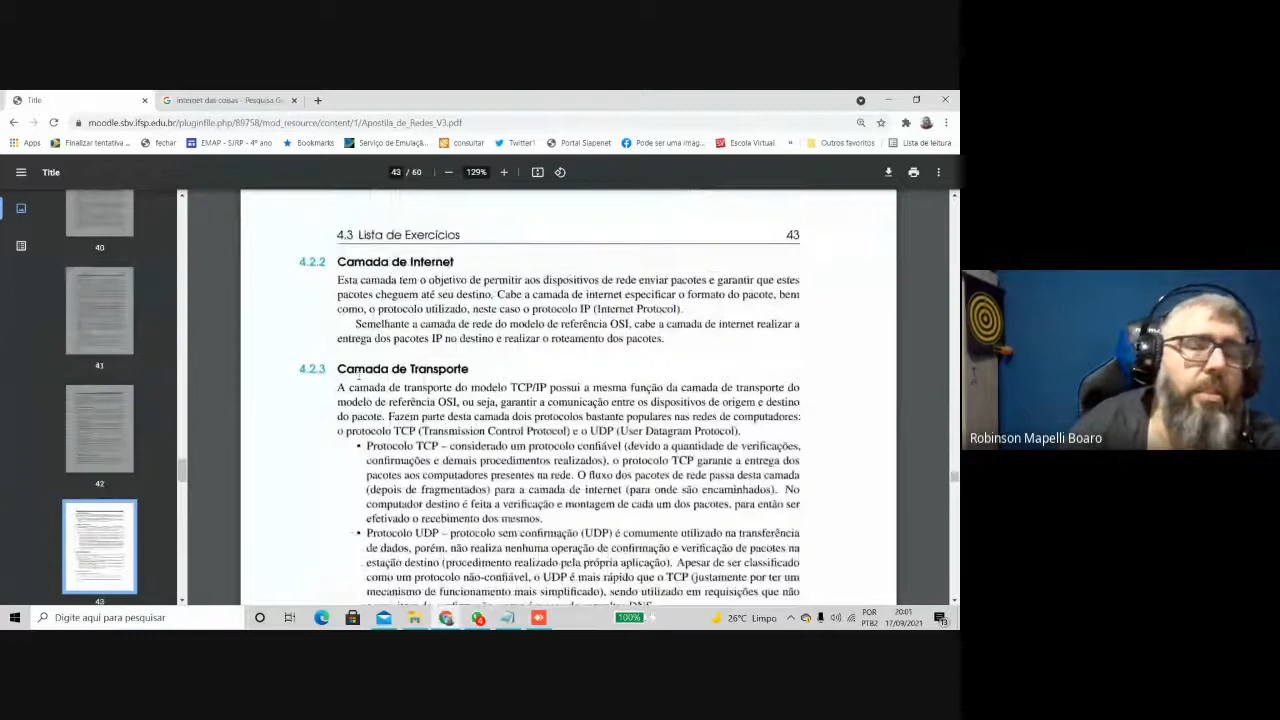 Title
internet das coisas - Pesquisa G
moodle.sbv.ifsp.edu.br/pluginfile.php/89758/mod_resource/content/1/Apostila_de_Redes_V3.pdf
Apps Finalizar tentativa ... fechar EMAP - SJRP - 4º ano Bookmarks Serviço de Emulaçã... consultar Twitter1 Portal Siapenet Pode ser uma imag... Escola Virtual » Outros favoritos Lista de leitura
Title 43 / 60 129%
40
41
42
43
4.3 Lista de Exercícios 43
4.2.2 Camada de Internet
Esta camada tem o objetivo de permitir aos dispositivos de rede enviar pacotes e garantir que estes
pacotes cheguem até seu destino. Cabe a camada de internet especificar o formato do pacote, bem
como, o protocolo utilizado, neste caso o protocolo IP (Internet Protocol).
Semelhante a camada de rede do modelo de referência OSI, cabe a camada de internet realizar a
entrega dos pacotes IP no destino e realizar o roteamento dos pacotes.
4.2.3 Camada de Transporte
A camada de transporte do modelo TCP/IP possui a mesma função da camada de transporte do
modelo de referência OSI, ou seja, garantir a comunicação entre os dispositivos de origem e destino
do pacote. Fazem parte desta camada dois protocolos bastante populares nas redes de computadores:
o protocolo TCP (Transmission Control Protocol) e o UDP (User Datagram Protocol).
• Protocolo TCP – considerado um protocolo confiável (devido a quantidade de verificações,
confirmações e demais procedimentos realizados), o protocolo TCP garante a entrega dos
pacotes aos computadores presentes na rede. O fluxo dos pacotes de rede passa desta camada
(depois de fragmentados) para a camada de internet (para onde são encaminhados). No
computador destino é feita a verificação e montagem de cada um dos pacotes, para então ser
efetivado o recebimento dos mesmos.
• Protocolo UDP – protocolo sem confirmação (UDP) é comumente utilizado na transferência
de dados, porém, não realiza nenhuma operação de confirmação e verificação de pacotes na
estação destino (procedimento realizado pela própria aplicação). Apesar de ser classificado
como um protocolo não-confiável, o UDP é mais rápido que o TCP (justamente por ter um
mecanismo de funcionamento mais simplificado), sendo utilizado em requisições que não
Digite aqui para pesquisar
4
100%
26°C Limpo
POR
PTB2
20:01
17/09/2021
13
Robinson Mapelli Boaro